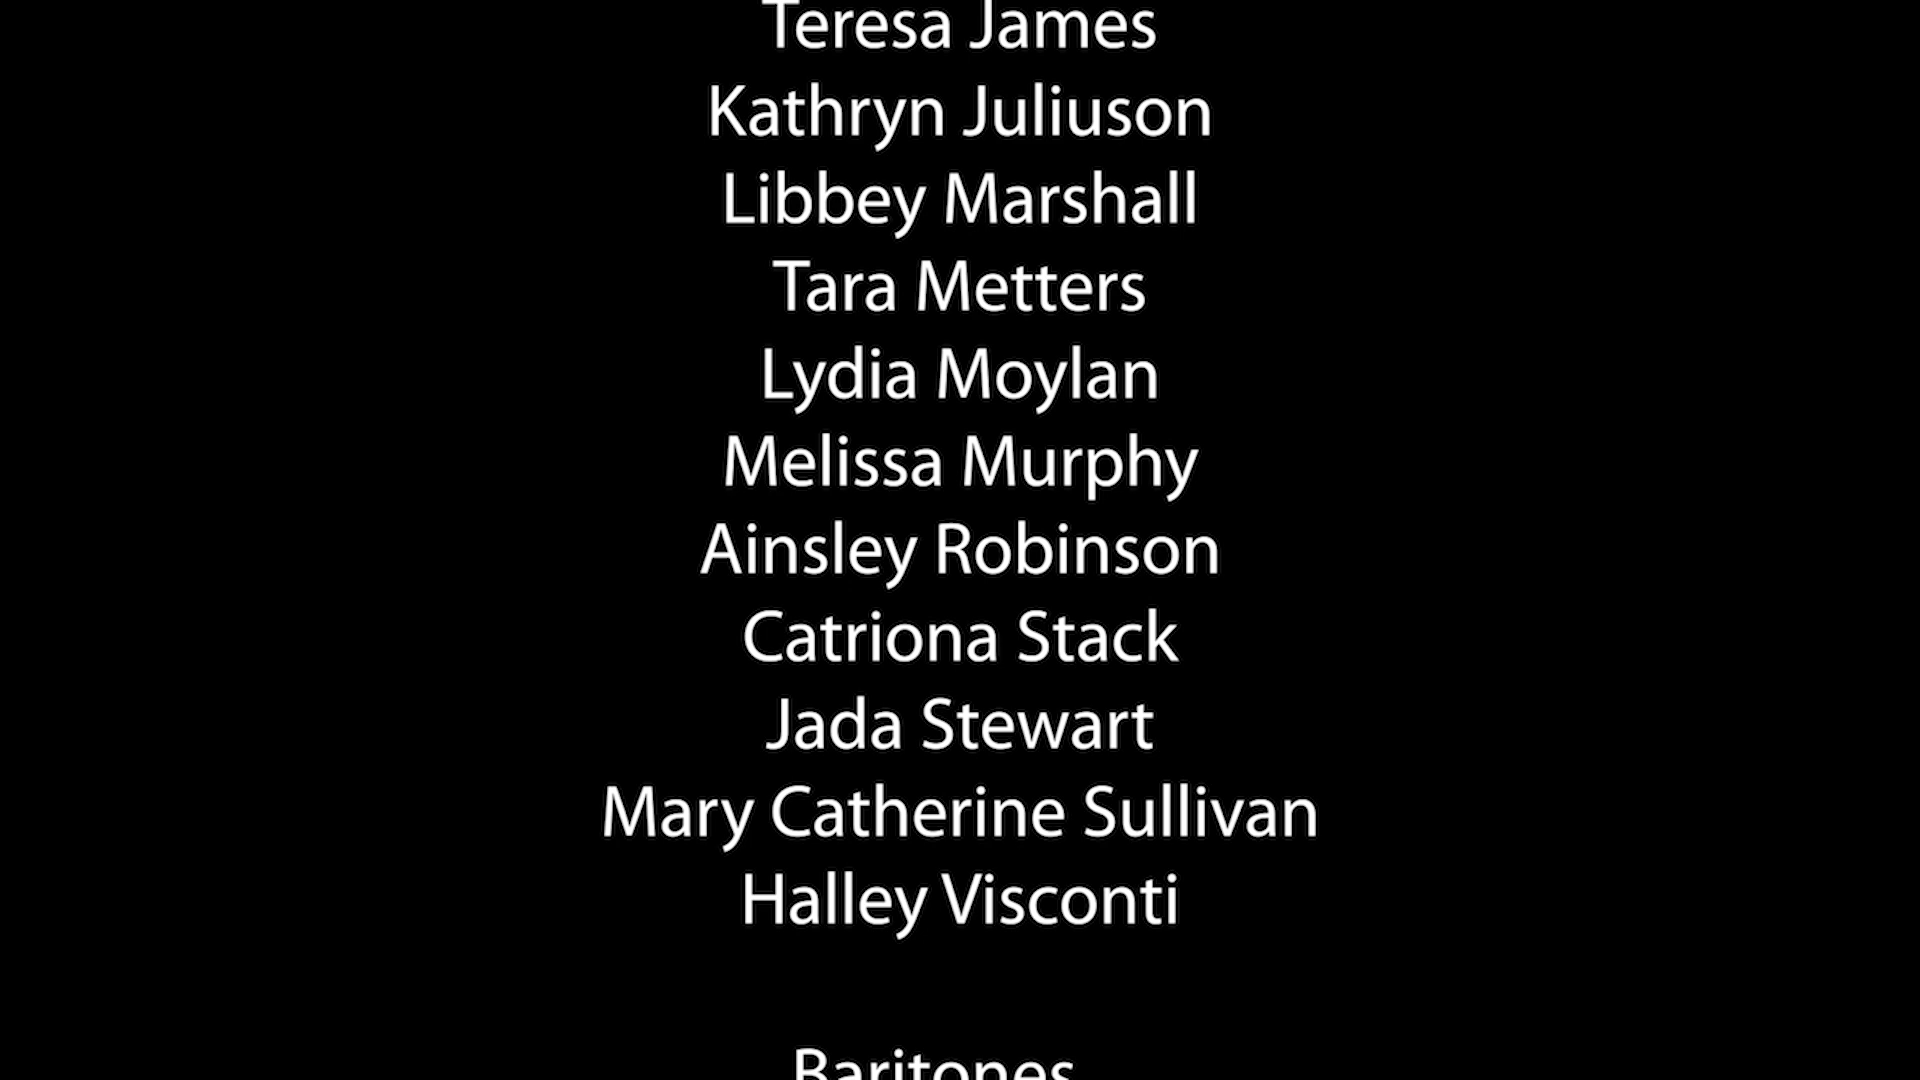 Teresa James
Kathryn Juliuson
Libbey Marshall
Tara Metters
Lydia Moylan
Melissa Murphy
Ainsley Robinson
Catriona Stack
Jada Stewart
Mary Catherine Sullivan
Halley Visconti
Baritones